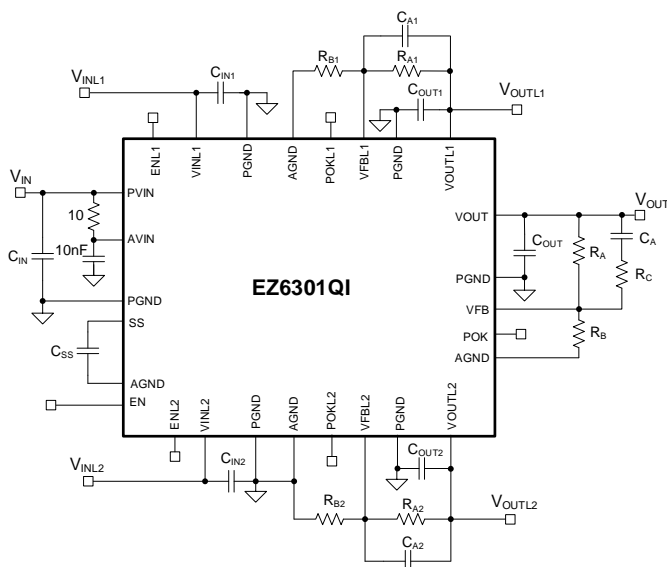 CA1
RB1
RA1
VINL1
CIN1
COUT1
VOUTL1
ENL1
VINL1
PGND
AGND
POKL1
VFBL1
PGND
VOUTL1
VIN
PVIN
10
AVIN
10nF
CIN
PGND
SS
CSS
AGND
EN
EZ6301QI
VOUT
VOUT
COUT
RA
CA
RC
PGND
VFB
POK
RB
AGND
ENL2
VINL2
PGND
AGND
POKL2
VFBL2
PGND
VOUTL2
VINL2
CIN2
COUT2
RB2
RA2
VOUTL2
CA2